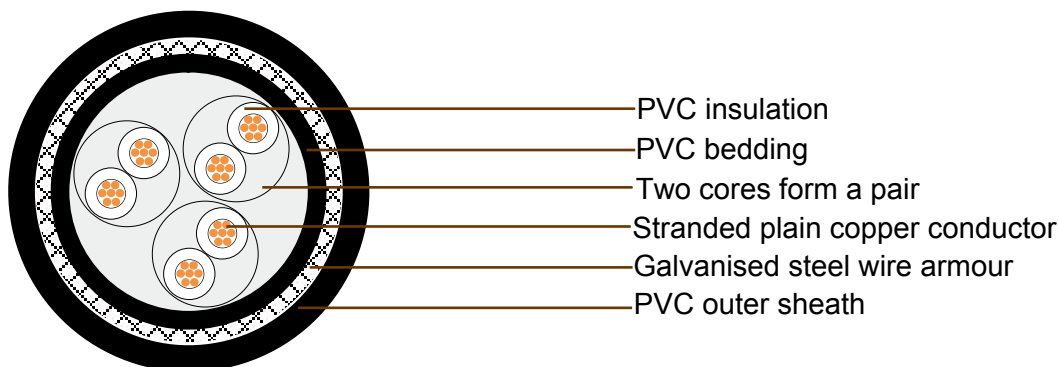 PVC insulation
PVC bedding
Two cores form a pair
Stranded plain copper conductor
Galvanised steel wire armour
PVC outer sheath